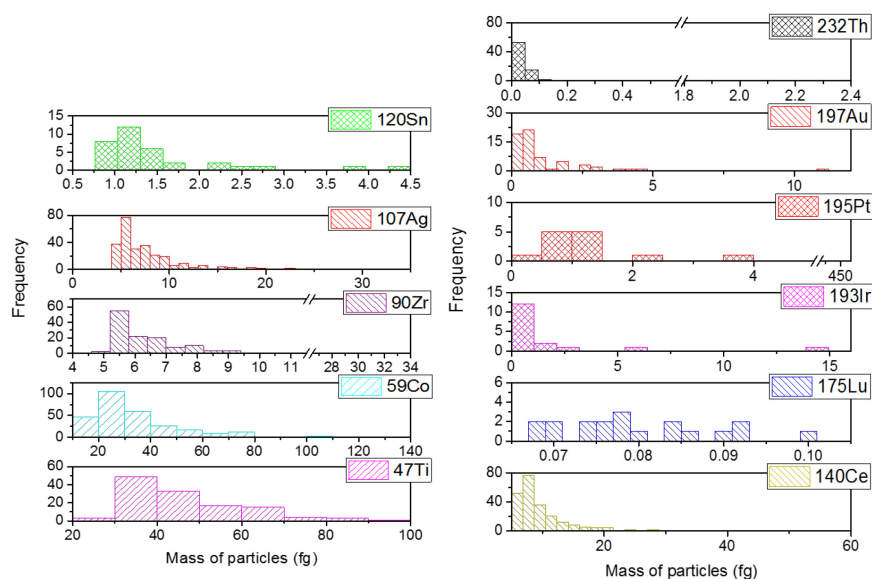 120Sn
15
10
5
0
0.5 1.0 1.5 2.0 2.5 3.0 3.5 4.0 4.5
107Ag
80
40
0
0 10 20 30
Frequency
90Zr
60
40
20
0
4 5 6 7 8 9 10 11 28 30 32 34
59Co
100
50
0
20 40 60 80 100 120 140
47Ti
60
40
20
0
20 40 60 80 100
Mass of particles (fg)
232Th
80
40
0
0.0 0.2 0.4 0.6 1.8 2.0 2.2 2.4
197Au
30
15
0
0 5 10
195Pt
10
5
0
0 2 4 450
Frequency
193Ir
15
10
5
0
0 5 10 15
175Lu
6
4
2
0
0.07 0.08 0.09 0.10
140Ce
80
40
0
20 40 60
Mass of particles (fg)